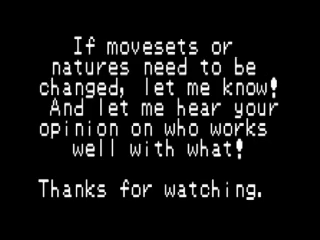 If movesets or
natures need to be
changed, let me know!
And let me hear your
opinion on who works
well with what!
Thanks for watching.